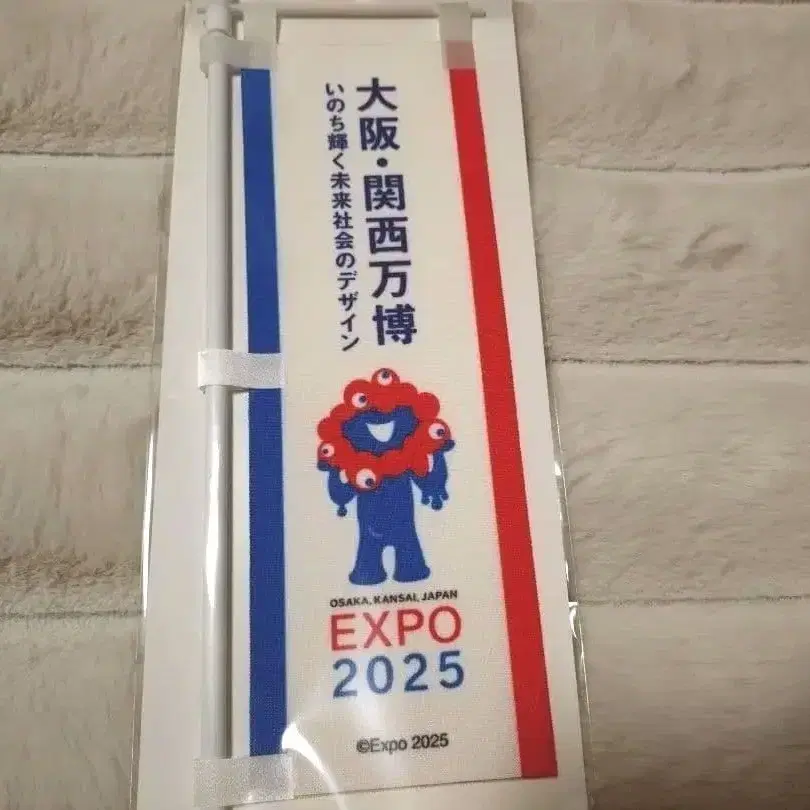 大阪・関西万博
いのち輝く未来社会のデザイン
OSAKA, KANSAI, JAPAN
EXPO
2025
©Expo 2025